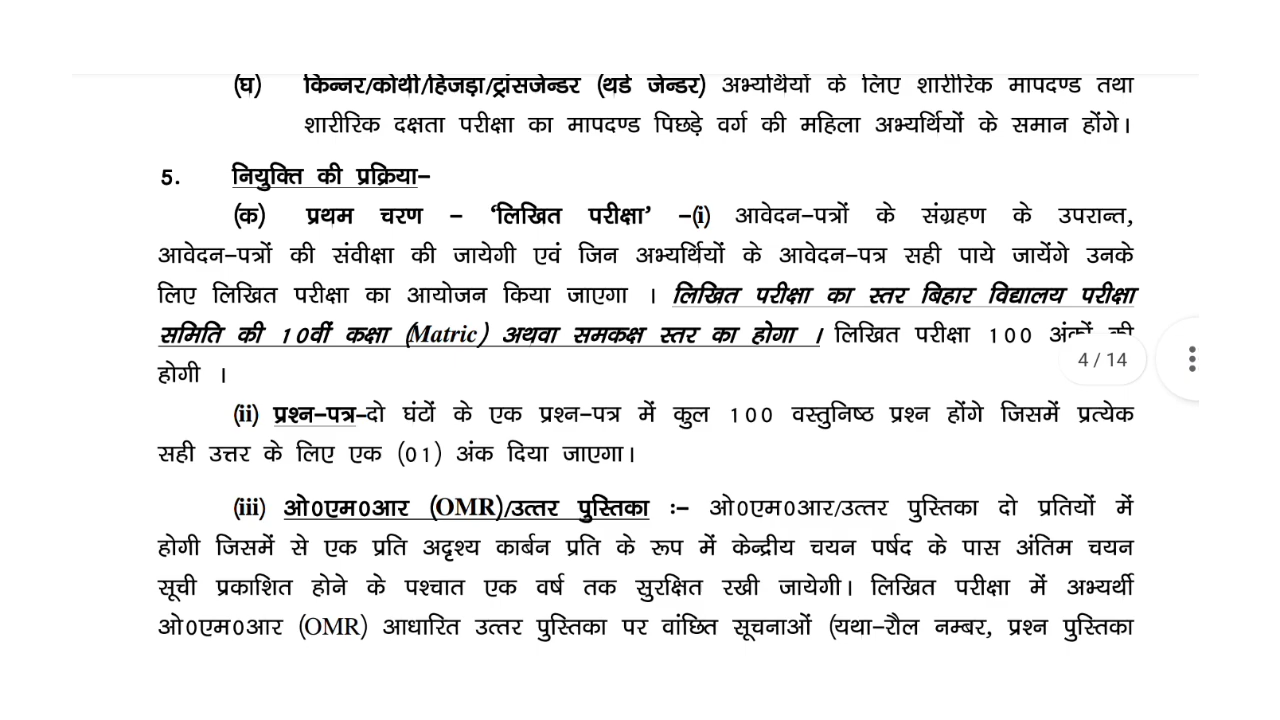 (घ) किन्नर/कोथी/हिजड़ा/ट्रांसजेन्डर (थर्ड जेन्डर) अभ्यर्थियों के लिए शारीरिक मापदण्ड तथा
शारीरिक दक्षता परीक्षा का मापदण्ड पिछड़े वर्ग की महिला अभ्यर्थियों के समान होंगे।
5. नियुक्ति की प्रक्रिया–
(क) प्रथम चरण – ‘लिखित परीक्षा’ –(i) आवेदन–पत्रों के संग्रहण के उपरान्त,
आवेदन–पत्रों की संवीक्षा की जायेगी एवं जिन अभ्यर्थियों के आवेदन–पत्र सही पाये जायेंगे उनके
लिए लिखित परीक्षा का आयोजन किया जाएगा । लिखित परीक्षा का स्तर बिहार विद्यालय परीक्षा
समिति की 10वीं कक्षा (Matric) अथवा समकक्ष स्तर का होगा । लिखित परीक्षा 100 अंकों की
होगी ।
4 / 14
(ii) प्रश्न–पत्र–दो घंटों के एक प्रश्न–पत्र में कुल 100 वस्तुनिष्ठ प्रश्न होंगे जिसमें प्रत्येक
सही उत्तर के लिए एक (01) अंक दिया जाएगा।
(iii) ओ0एम0आर (OMR)/उत्तर पुस्तिका :– ओ0एम0आर/उत्तर पुस्तिका दो प्रतियों में
होगी जिसमें से एक प्रति अदृश्य कार्बन प्रति के रूप में केन्द्रीय चयन पर्षद के पास अंतिम चयन
सूची प्रकाशित होने के पश्चात एक वर्ष तक सुरक्षित रखी जायेगी। लिखित परीक्षा में अभ्यर्थी
ओ0एम0आर (OMR) आधारित उत्तर पुस्तिका पर वांछित सूचनाओं (यथा–रौल नम्बर, प्रश्न पुस्तिका